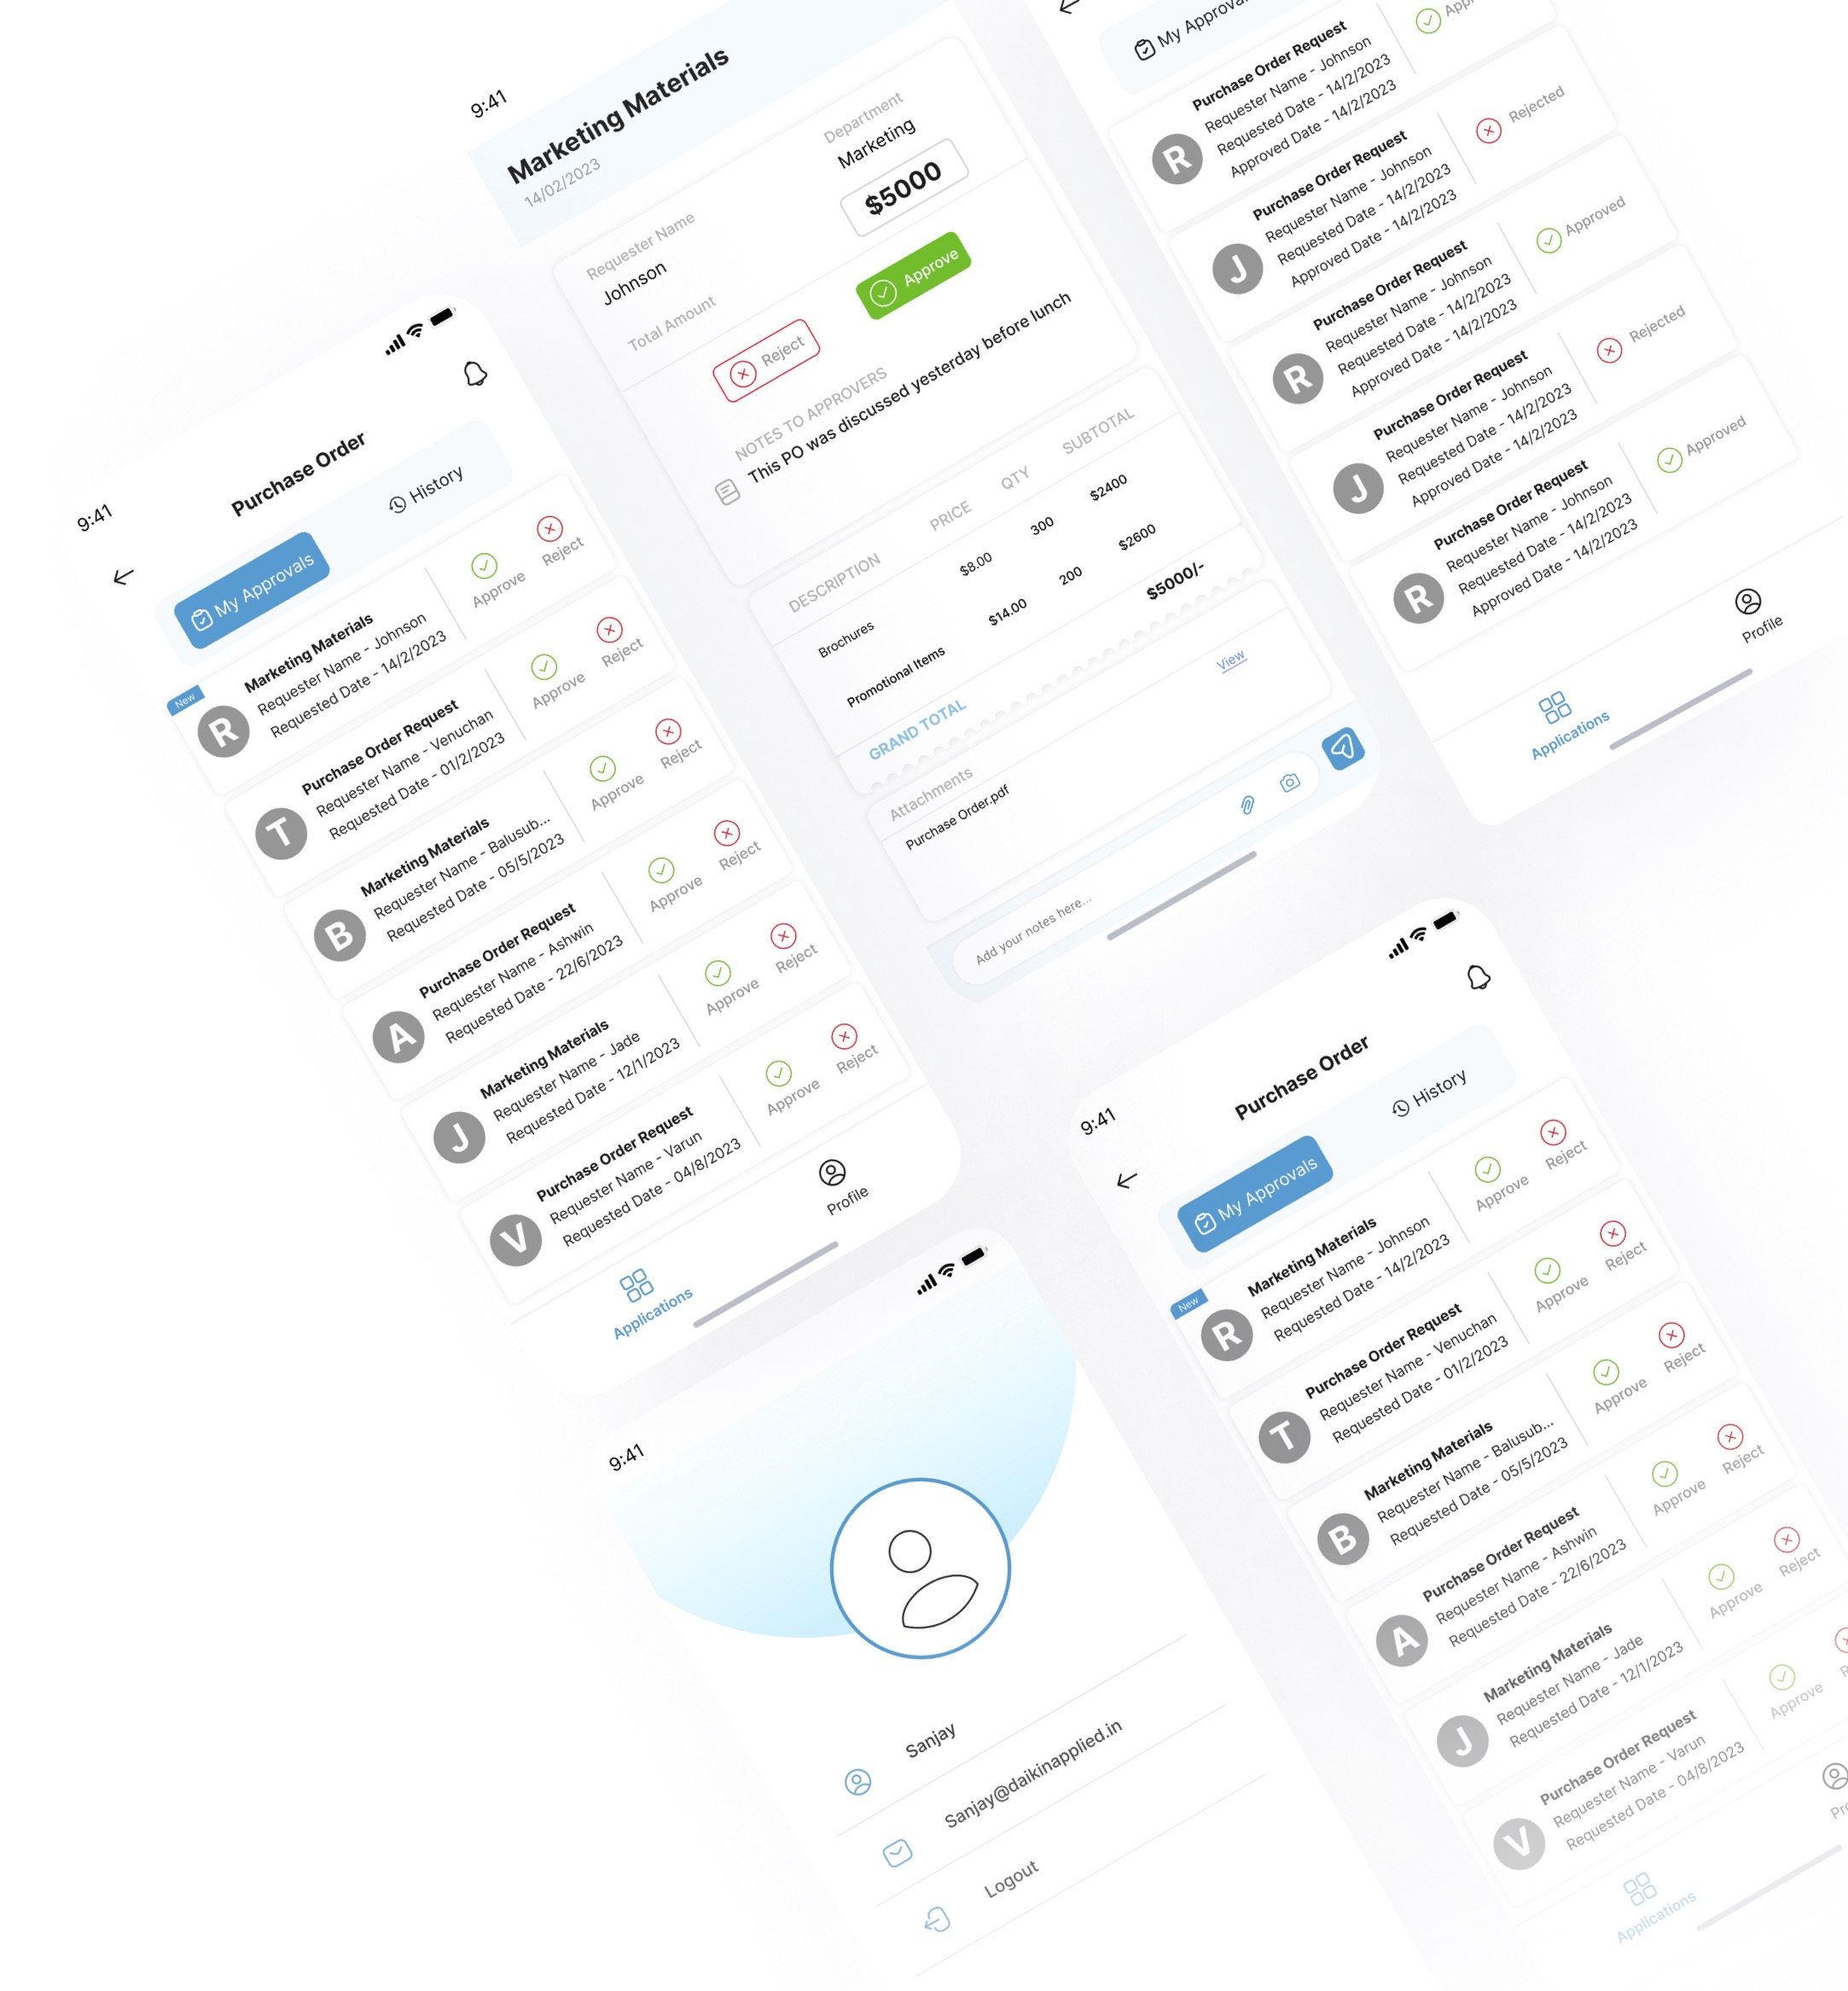 9:41
Purchase Order
My Approvals
History
New
R
Marketing Materials
Requester Name - Johnson
Requested Date - 14/2/2023
Approve
Reject
T
Purchase Order Request
Requester Name - Venuchan
Requested Date - 01/2/2023
Approve
Reject
B
Marketing Materials
Requester Name - Balusub...
Requested Date - 05/5/2023
Approve
Reject
A
Purchase Order Request
Requester Name - Ashwin
Requested Date - 22/6/2023
Approve
Reject
J
Marketing Materials
Requester Name - Jade
Requested Date - 12/1/2023
Approve
Reject
V
Purchase Order Request
Requester Name - Varun
Requested Date - 04/8/2023
Approve
Reject
Applications
Profile
9:41
Marketing Materials
14/02/2023
Requester Name
Department
Johnson
Marketing
Total Amount
$5000
Reject
Approve
NOTES TO APPROVERS
This PO was discussed yesterday before lunch
DESCRIPTION PRICE QTY SUBTOTAL
Brochures $8.00 300 $2400
Promotional Items $14.00 200 $2600
GRAND TOTAL $5000/-
Attachments
Purchase Order.pdf View
Add your notes here...
My Approval
R
Purchase Order Request
Requester Name - Johnson
Requested Date - 14/2/2023
Approved Date - 14/2/2023
J
Purchase Order Request
Requester Name - Johnson
Requested Date - 14/2/2023
Approved Date - 14/2/2023
Rejected
R
Purchase Order Request
Requester Name - Johnson
Requested Date - 14/2/2023
Approved Date - 14/2/2023
Approved
J
Purchase Order Request
Requester Name - Johnson
Requested Date - 14/2/2023
Approved Date - 14/2/2023
Rejected
R
Purchase Order Request
Requester Name - Johnson
Requested Date - 14/2/2023
Approved Date - 14/2/2023
Approved
Applications
Profile
9:41
Sanjay
Sanjay@daikinapplied.in
Logout
9:41
Purchase Order
My Approvals
History
New
R
Marketing Materials
Requester Name - Johnson
Requested Date - 14/2/2023
Approve
Reject
T
Purchase Order Request
Requester Name - Venuchan
Requested Date - 01/2/2023
Approve
Reject
B
Marketing Materials
Requester Name - Balusub...
Requested Date - 05/5/2023
Approve
Reject
A
Purchase Order Request
Requester Name - Ashwin
Requested Date - 22/6/2023
Approve
Reject
J
Marketing Materials
Requester Name - Jade
Requested Date - 12/1/2023
Approve
Reject
V
Purchase Order Request
Requester Name - Varun
Requested Date - 04/8/2023
Approve
Applications